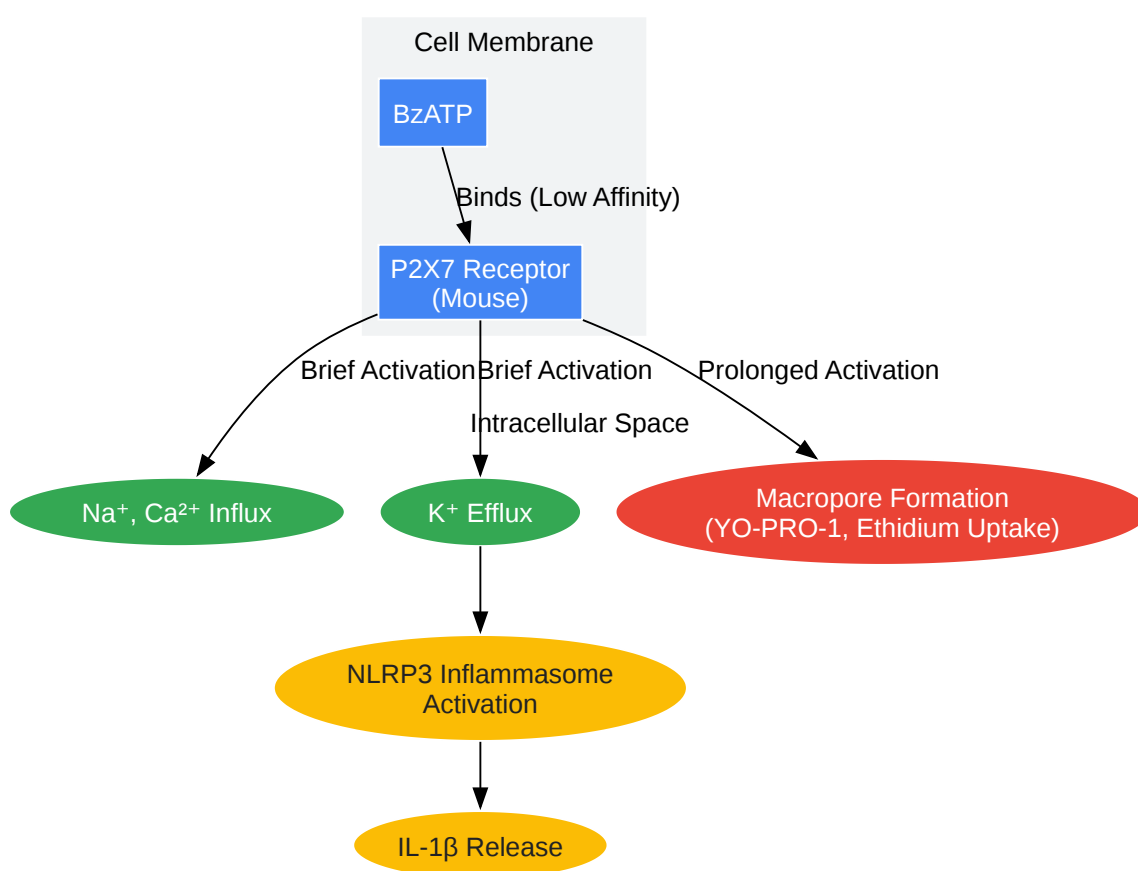 Cell Membrane
BzATP
Binds (Low Affinity)
P2X7 Receptor
(Mouse)
Brief Activation
Brief Activation
Prolonged Activation
Intracellular Space
Na⁺, Ca²⁺ Influx
K⁺ Efflux
Macropore Formation
(YO-PRO-1, Ethidium Uptake)
NLRP3 Inflammasome
Activation
IL-1β Release